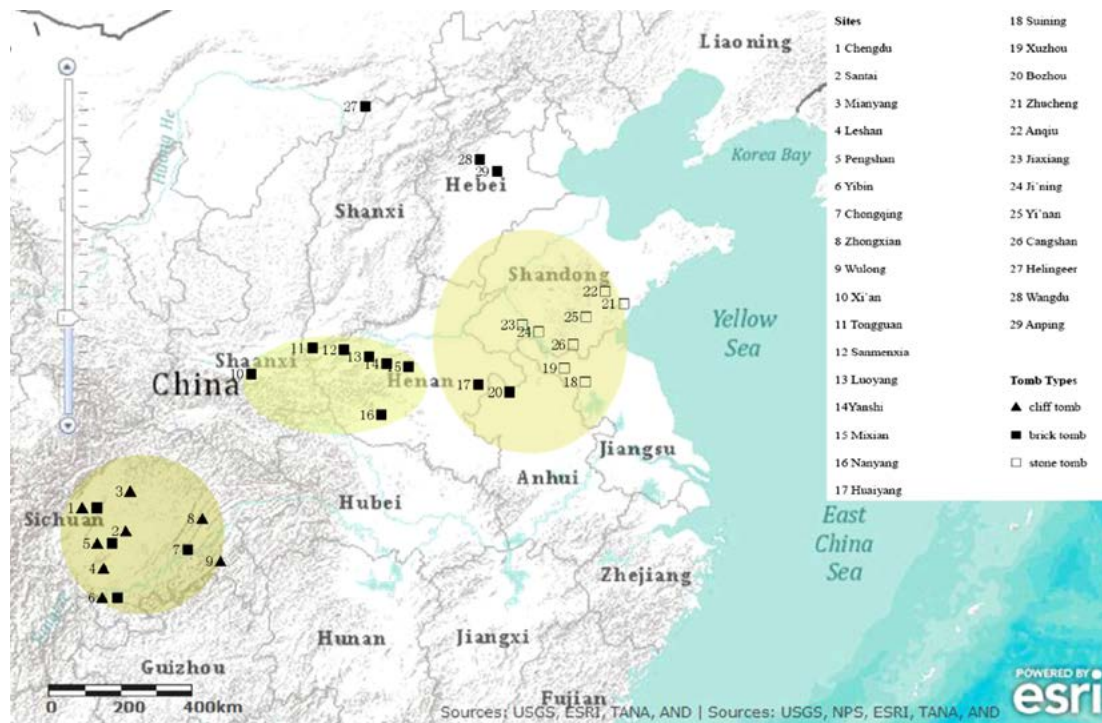 Liaoning
Korea Bay
Huang He
27
28
29
Hebei
Shanxi
Shandong
22
21
25
23
24
26
Yellow
Sea
11
12
13
14
15
Shaanxi
China
10
Henan
19
18
17
20
16
Jiangsu
Anhui
3
1
Sichuan
2
8
5
7
4
9
6
Hubei
East
China
Sea
Zhejiang
Hunan
Jiangxi
Guizhou
Fujian
0 200 400km
Sources: USGS, ESRI, TANA, AND | Sources: USGS, NPS, ESRI, TANA, AND
POWERED BY
esri
Sites
1 Chengdu
2 Santai
3 Mianyang
4 Leshan
5 Pengshan
6 Yibin
7 Chongqing
8 Zhongxian
9 Wulong
10 Xi'an
11 Tongguan
12 Sanmenxia
13 Luoyang
14Yanshi
15 Mixian
16 Nanyang
17 Huaiyang
18 Suining
19 Xuzhou
20 Bozhou
21 Zhucheng
22 Anqiu
23 Jiaxiang
24 Ji'ning
25 Yi'nan
26 Cangshan
27 Helingeer
28 Wangdu
29 Anping
Tomb Types
cliff tomb
brick tomb
stone tomb